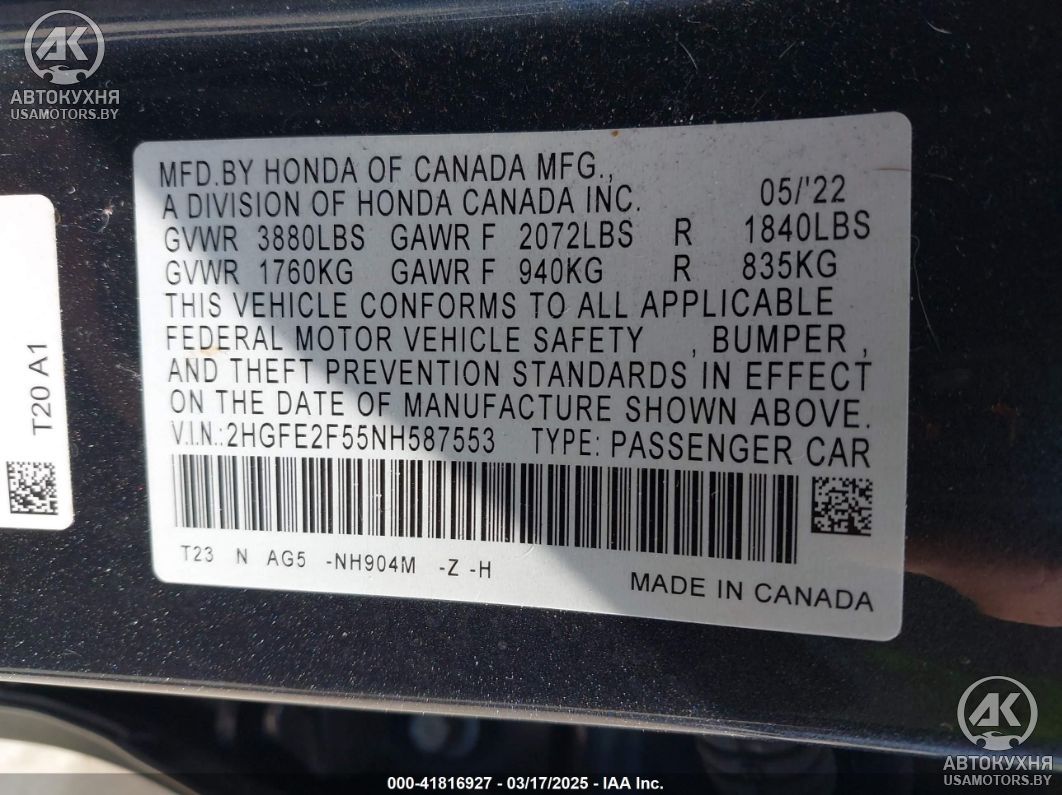 AK
АВТОКУХНЯ
USAMOTORS.BY
MFD.BY HONDA OF CANADA MFG.,
A DIVISION OF HONDA CANADA INC. 05/'22
GVWR 3880LBS GAWR F 2072LBS R 1840LBS
GVWR 1760KG GAWR F 940KG R 835KG
THIS VEHICLE CONFORMS TO ALL APPLICABLE
FEDERAL MOTOR VEHICLE SAFETY , BUMPER ,
AND THEFT PREVENTION STANDARDS IN EFFECT
ON THE DATE OF MANUFACTURE SHOWN ABOVE.
V.I.N.:2HGFE2F55NH587553 TYPE: PASSENGER CAR
T23 N AG5 -NH904M -Z -H
MADE IN CANADA
T20 A1
AK
АВТОКУХНЯ
USAMOTORS.BY
000-41816927 - 03/17/2025 - IAA Inc.